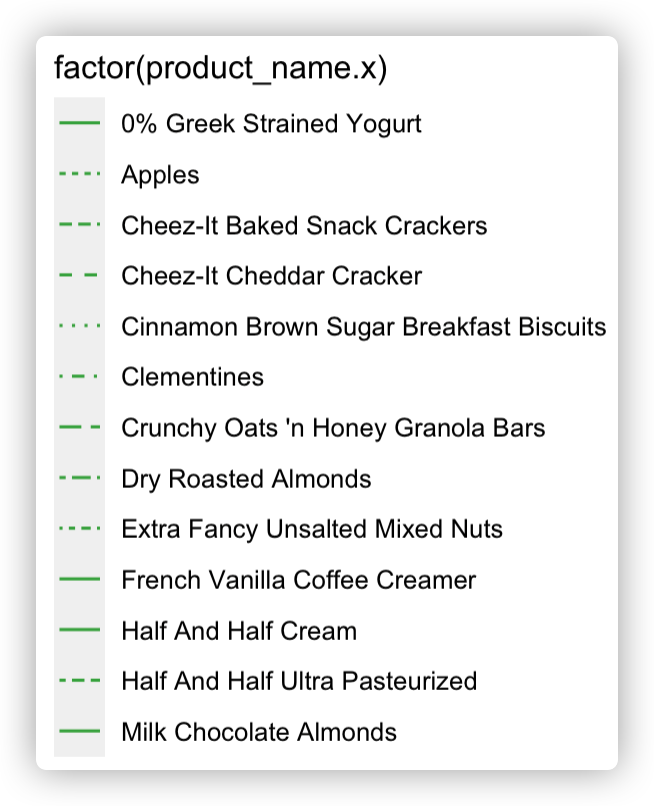 factor(product_name.x)
0% Greek Strained Yogurt
Apples
Cheez-It Baked Snack Crackers
Cheez-It Cheddar Cracker
Cinnamon Brown Sugar Breakfast Biscuits
Clementines
Crunchy Oats 'n Honey Granola Bars
Dry Roasted Almonds
Extra Fancy Unsalted Mixed Nuts
French Vanilla Coffee Creamer
Half And Half Cream
Half And Half Ultra Pasteurized
Milk Chocolate Almonds